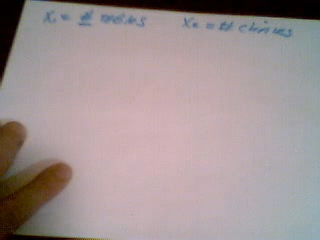 X₁ = # tables X₂ = # chairs